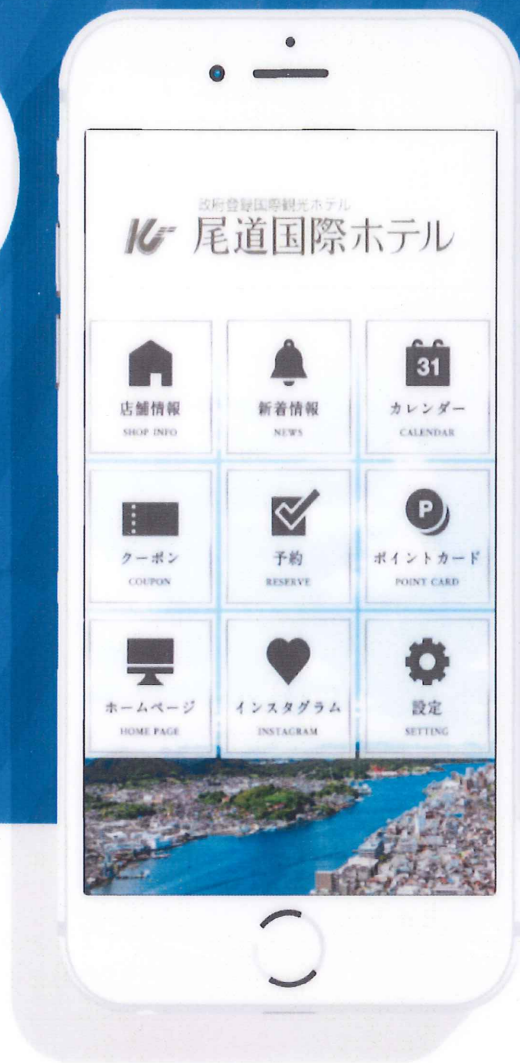 政府登録国際観光ホテル
尾道国際ホテル
店舗情報
SHOP INFO
新着情報
NEWS
31
カレンダー
CALENDAR
クーポン
COUPON
予約
RESERVE
P
ポイントカード
POINT CARD
ホームページ
HOME PAGE
インスタグラム
INSTAGRAM
設定
SETTING